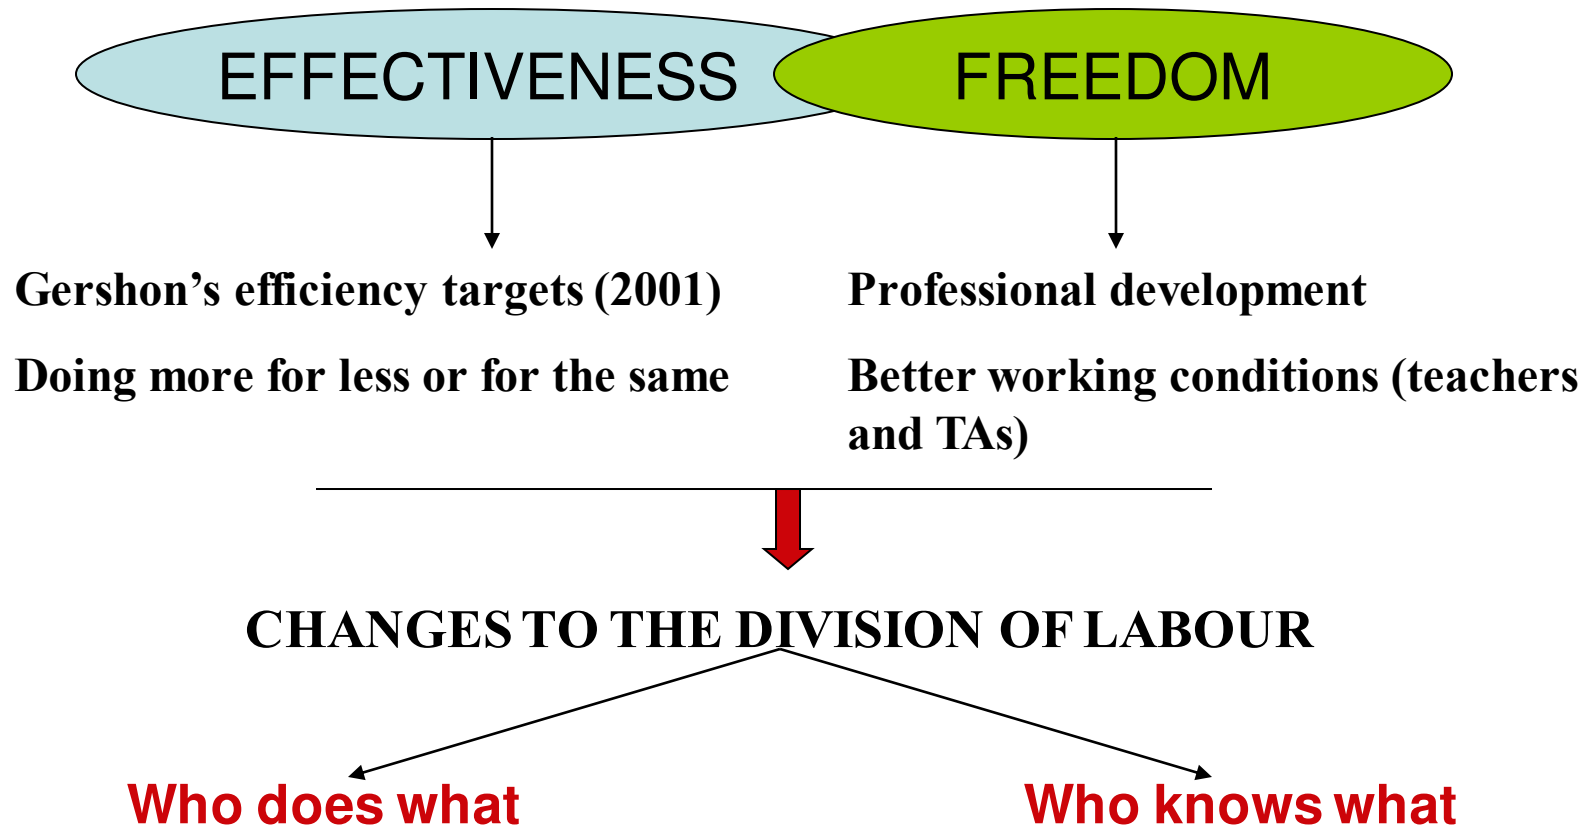 EFFECTIVENESS
FREEDOM
Gershon’s efficiency targets (2001)
Doing more for less or for the same
Professional development
Better working conditions (teachers
and TAs)
CHANGES TO THE DIVISION OF LABOUR
Who does what
Who knows what